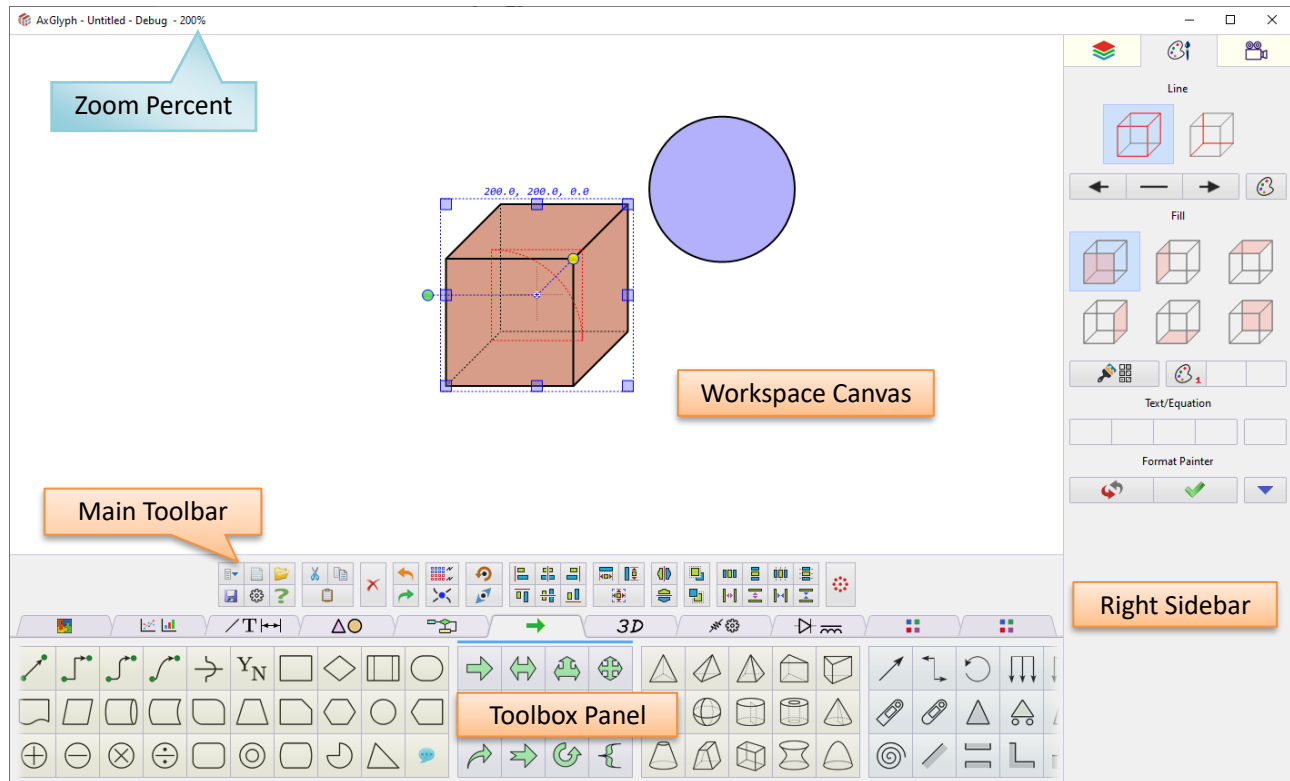 AxGlyph - Untitled - Debug - 200%
Zoom Percent
Line
200.0, 200.0, 0.0
Fill
Workspace Canvas
1
Text/Equation
Format Painter
Main Toolbar
Right Sidebar
T
3D
Y N
Toolbox Panel